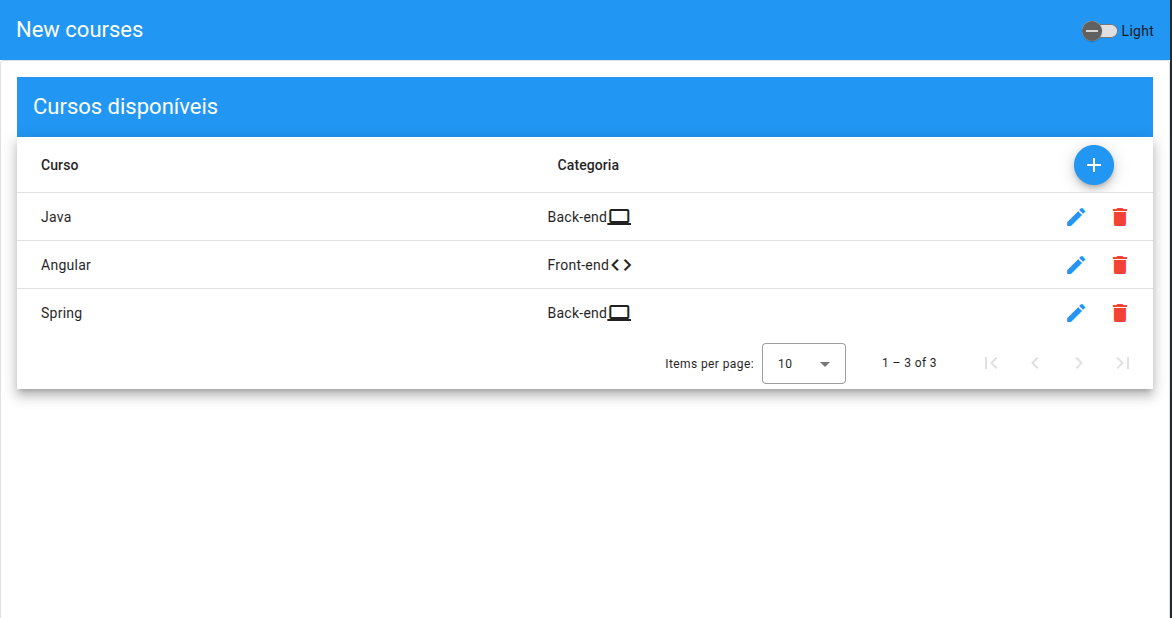 New courses
Light
Cursos disponíveis
Curso Categoria
Java Back-end
Angular Front-end
Spring Back-end
Items per page: 10 1 – 3 of 3